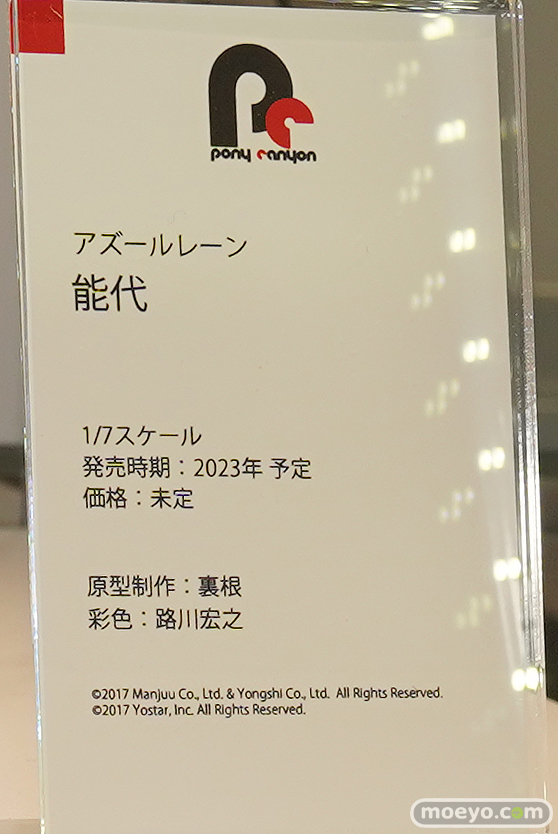 pony canyon
アズールレーン
能代
1/7スケール
発売時期：2023年 予定
価格：未定
原型制作：裏根
彩色：路川宏之
©2017 Manjuu Co., Ltd. & Yongshi Co., Ltd. All Rights Reserved.
©2017 Yostar, Inc. All Rights Reserved.
moeyo.com